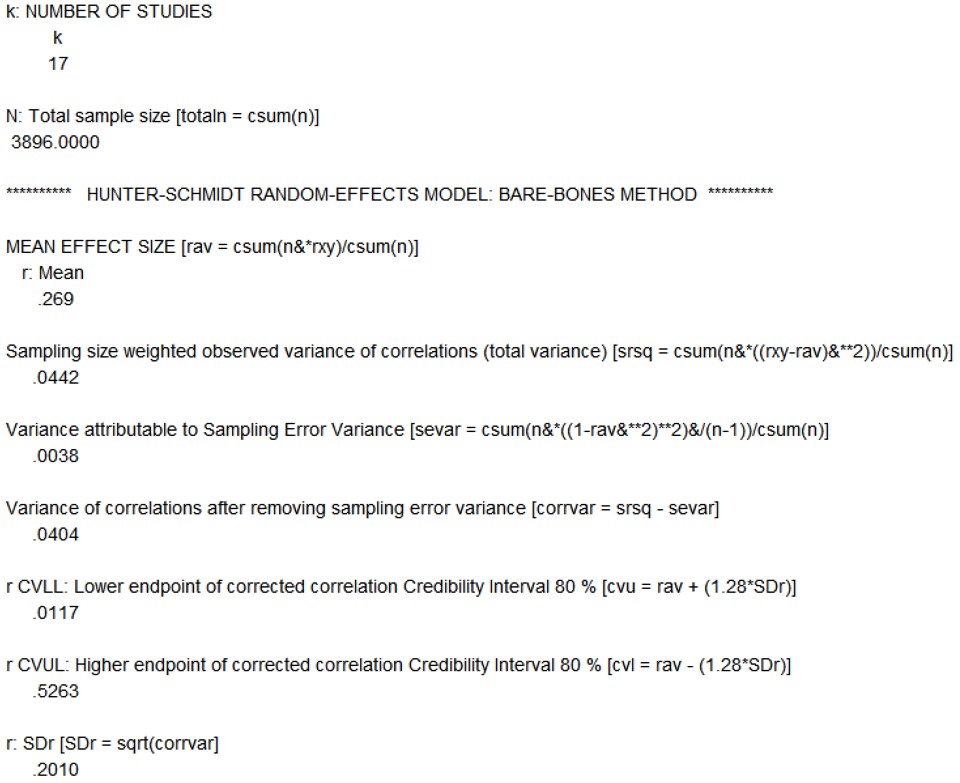 k: NUMBER OF STUDIES
k
17
N: Total sample size [totaln = csum(n)]
3896.0000
********** HUNTER-SCHMIDT RANDOM-EFFECTS MODEL: BARE-BONES METHOD **********
MEAN EFFECT SIZE [rav = csum(n&*rxy)/csum(n)]
r: Mean
.269
Sampling size weighted observed variance of correlations (total variance) [srsq = csum(n&*((rxy-rav)&**2))/csum(n)]
.0442
Variance attributable to Sampling Error Variance [sevar = csum(n&*((1-rav&**2)**2)&/(n-1))/csum(n)]
.0038
Variance of correlations after removing sampling error variance [corrvar = srsq - sevar]
.0404
r CVLL: Lower endpoint of corrected correlation Credibility Interval 80 % [cvu = rav + (1.28*SDr)]
.0117
r CVUL: Higher endpoint of corrected correlation Credibility Interval 80 % [cvl = rav - (1.28*SDr)]
.5263
r: SDr [SDr = sqrt(corrvar]
.2010